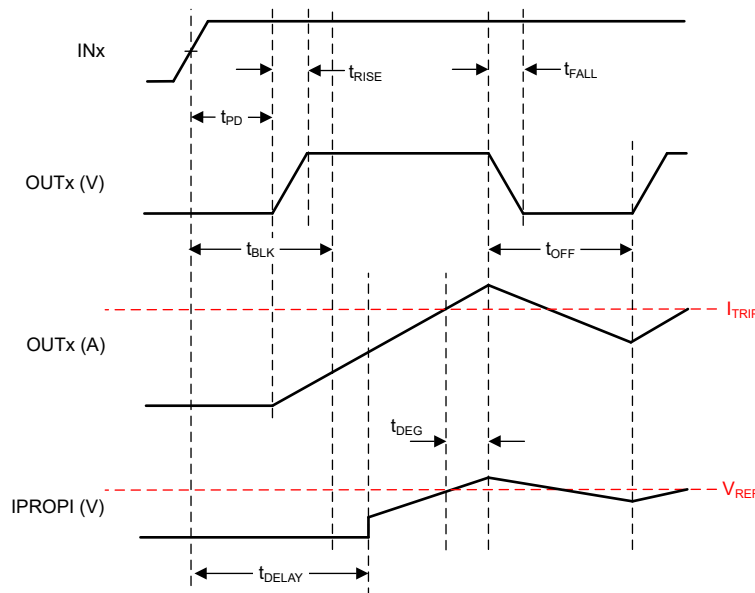 INx
tRISE
tFALL
tPD
OUTx (V)
tBLK
tOFF
ITRIP
OUTx (A)
tDEG
VREF
IPROPI (V)
tDELAY